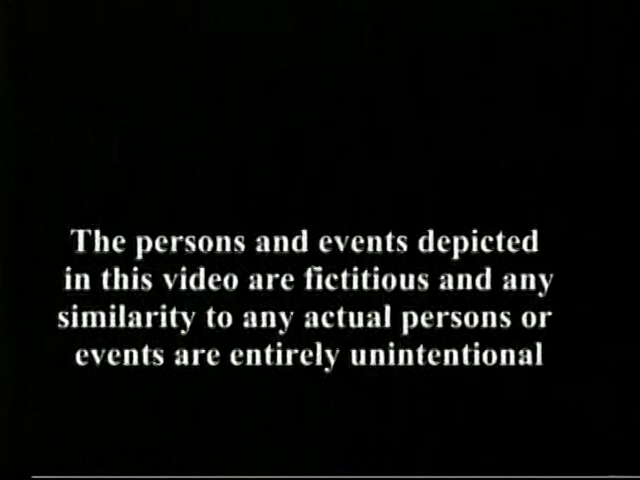 The persons and events depicted
in this video are fictitious and any
similarity to any actual persons or
events are entirely unintentional